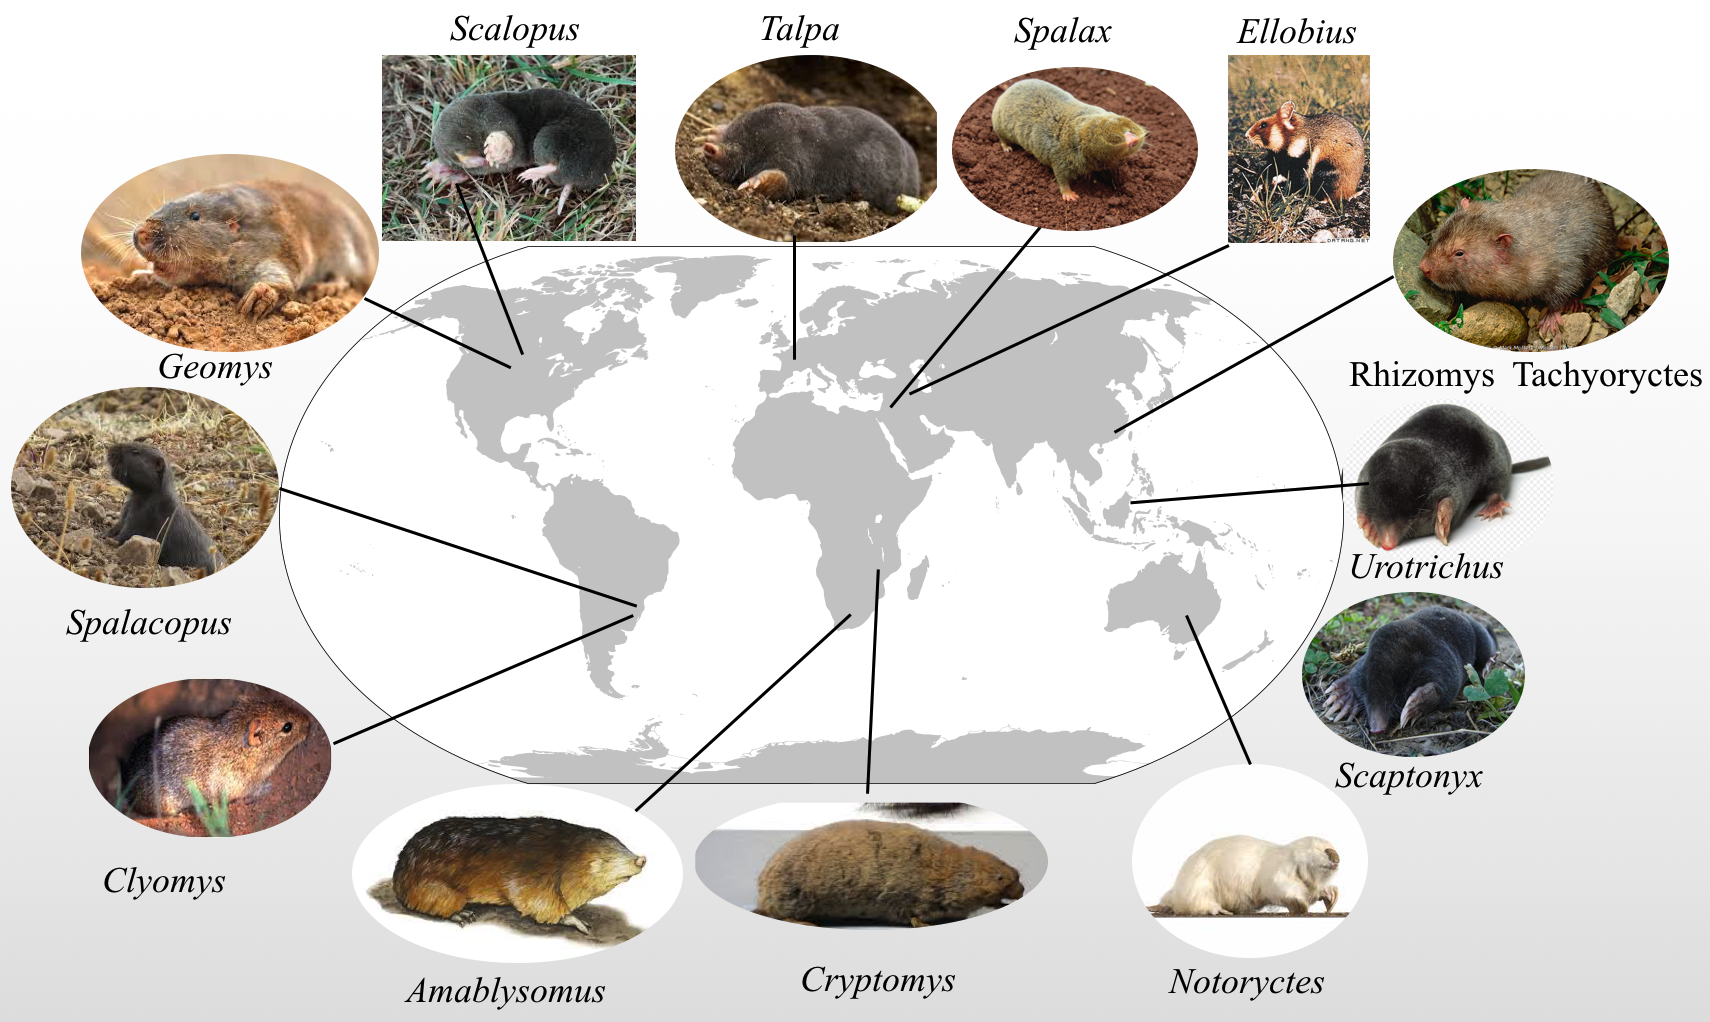 Scalopus
Talpa
Spalax
Ellobius
Geomys
Rhizomys Tachyoryctes
Urotrichus
Spalacopus
Scaptonyx
Clyomys
Amablysomus
Cryptomys
Notoryctes